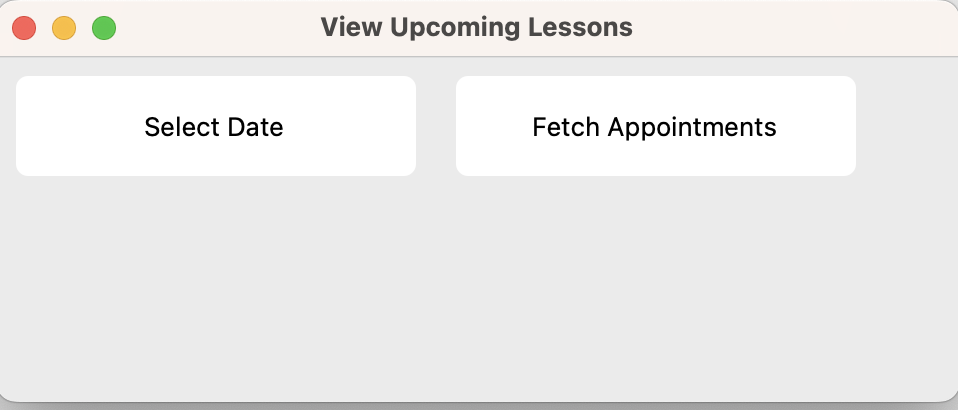 View Upcoming Lessons
Select Date
Fetch Appointments